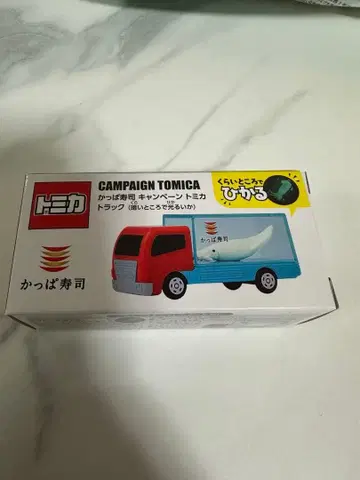 トミカ
CAMPAIGN TOMICA
かっぱ寿司 キャンペーン トミカ
トラック（暗いところで光るいか）
くらいところで
ひかる
かっぱ寿司
かっぱ寿司